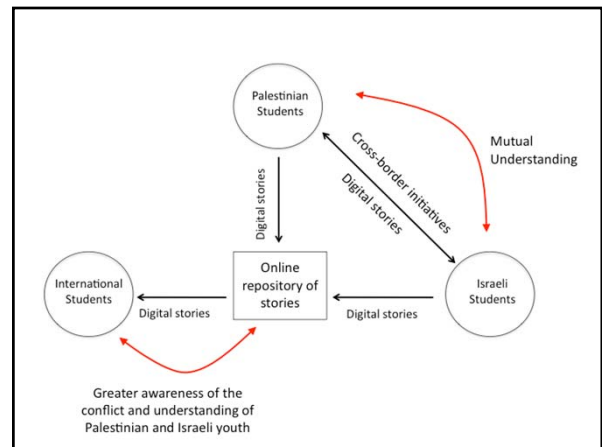 Palestinian
Students
Mutual
Understanding
Cross-border initiatives
Digital stories
Digital stories
Online
repository of
stories
International
Students
Israeli
Students
Digital stories
Digital stories
Greater awareness of the
conflict and understanding of
Palestinian and Israeli youth